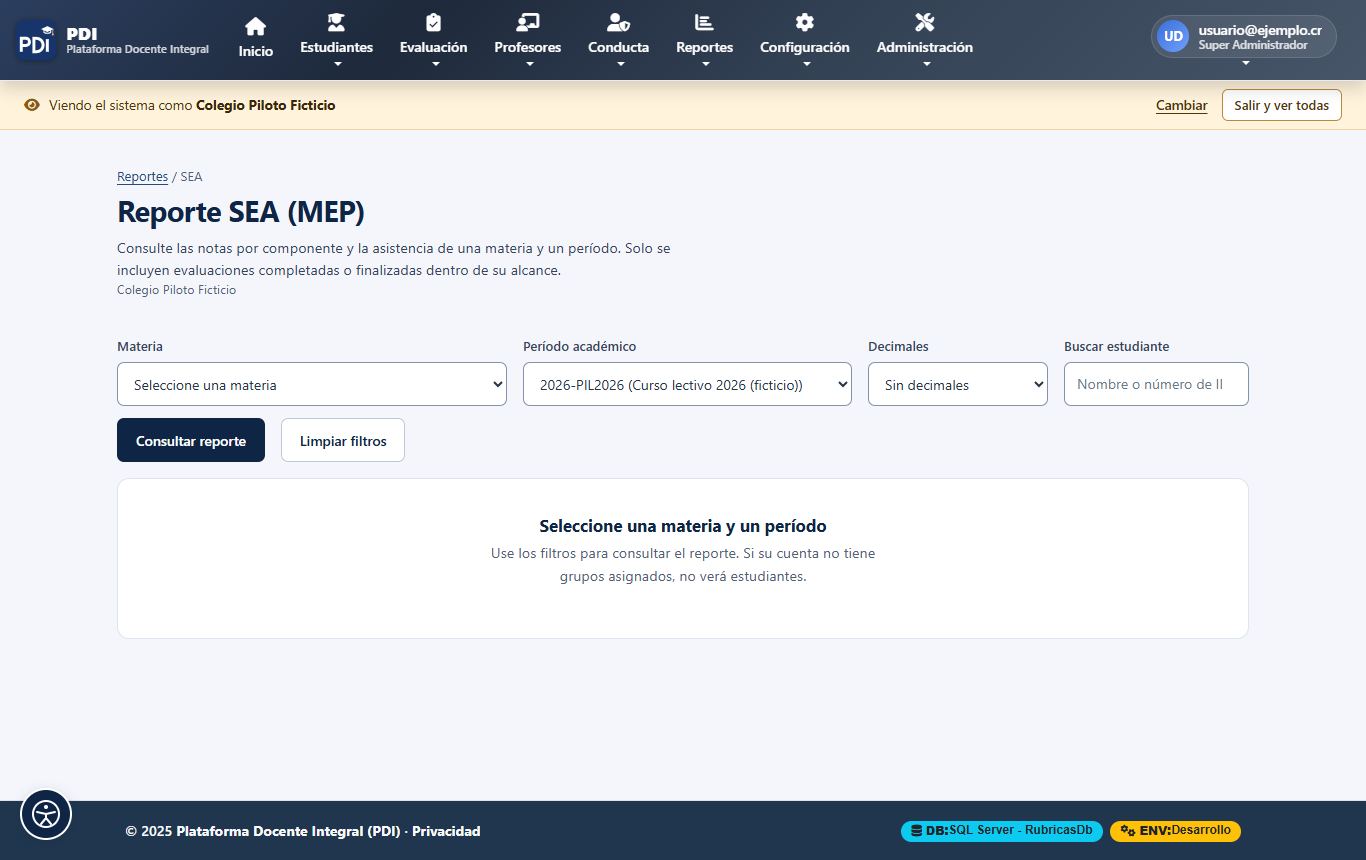 PDI
PDI
Plataforma Docente Integral
Inicio
Estudiantes
Evaluación
Profesores
Conducta
Reportes
Configuración
Administración
UD
usuario@ejemplo.cr
Super Administrador
Viendo el sistema como Colegio Piloto Ficticio
Cambiar
Salir y ver todas
Reportes / SEA
Reporte SEA (MEP)
Consulte las notas por componente y la asistencia de una materia y un período. Solo se
incluyen evaluaciones completadas o finalizadas dentro de su alcance.
Colegio Piloto Ficticio
Materia
Período académico
Decimales
Buscar estudiante
Seleccione una materia
2026-PIL2026 (Curso lectivo 2026 (ficticio))
Sin decimales
Nombre o número de
Consultar reporte
Limpiar filtros
Seleccione una materia y un período
Use los filtros para consultar el reporte. Si su cuenta no tiene
grupos asignados, no verá estudiantes.
© 2025 Plataforma Docente Integral (PDI) · Privacidad
DB:SQL Server - RubricasDb
ENV:Desarrollo